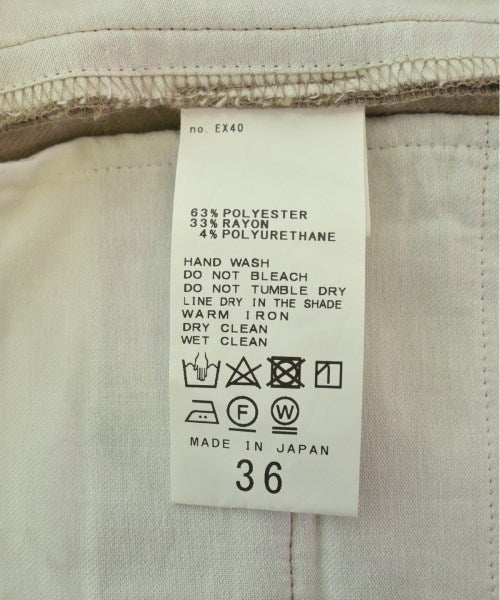 no. EX40
63% POLYESTER
33% RAYON
4% POLYURETHANE
HAND WASH
DO NOT BLEACH
DO NOT TUMBLE DRY
LINE DRY IN THE SHADE
WARM IRON
DRY CLEAN
WET CLEAN
F W
MADE IN JAPAN
36